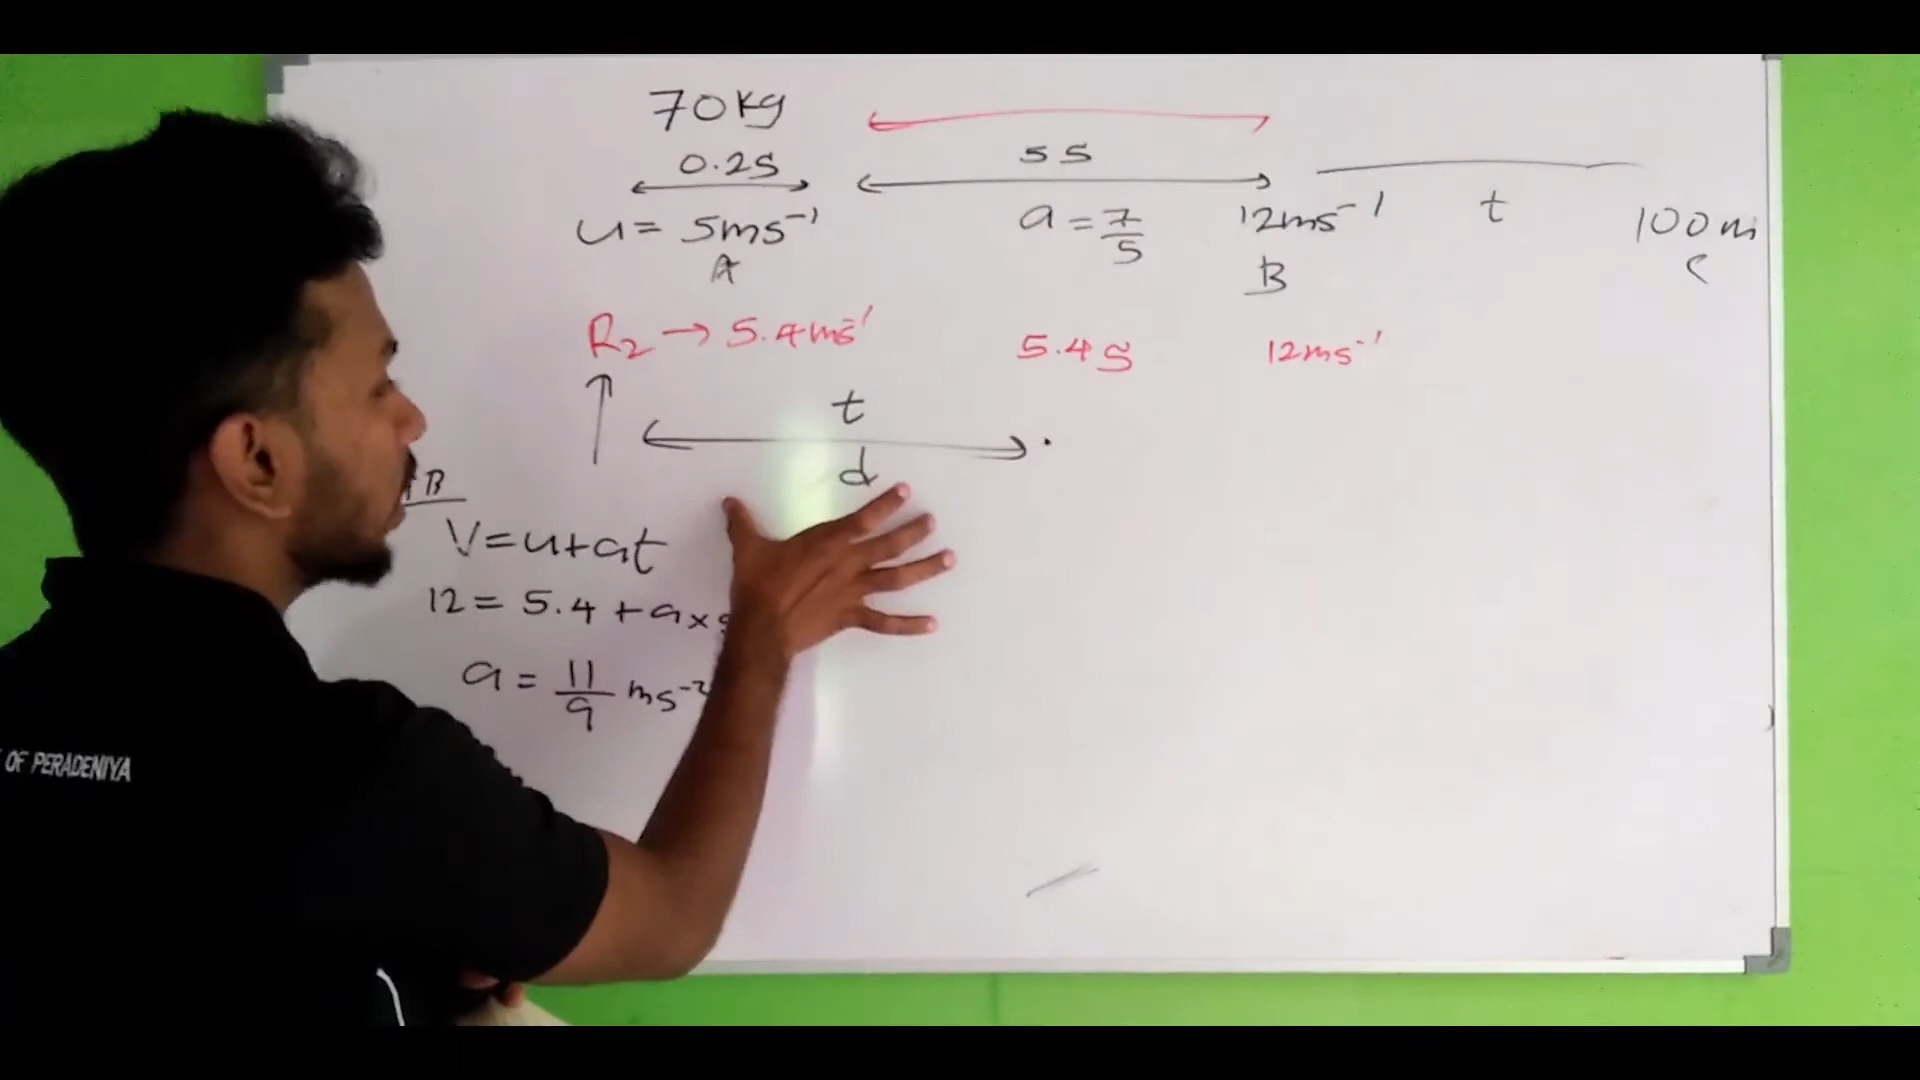 70kg
0.2s
5s
u = 5ms⁻¹
a = 7/5
12ms⁻¹
t
100m
A
B
C
R₂ → 5.4ms⁻¹
5.4s
12ms⁻¹
t
d
B
V=u+at
12 = 5.4 + a×
a = 11/9 ms⁻²
OF PERADENIYA